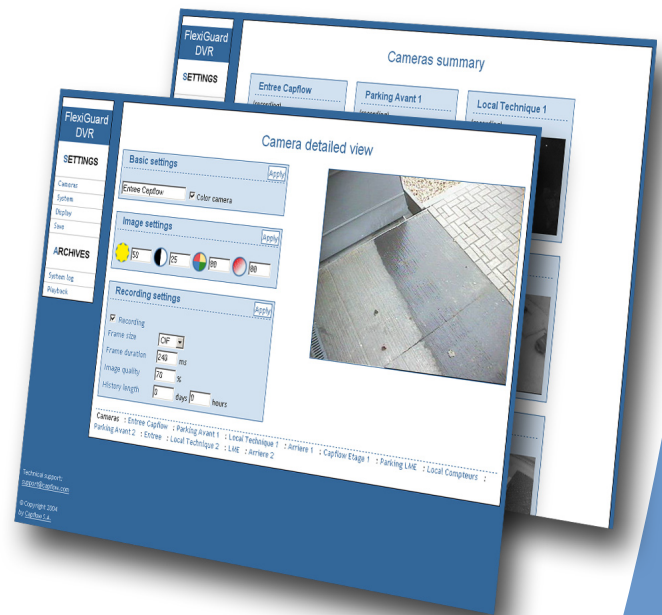 FlexiGuard
DVR
SETTINGS
Cameras summary
Entree Capflow
Parking Avant 1
Local Technique 1
FlexiGuard
DVR
SETTINGS
Cameras
System
Display
Save
ARCHIVES
System log
Playback
Technical support:
support@capflow.com
© Copyright 2004
by Capflow S.A.
Camera detailed view
Basic settings
Apply
Entree Capflow
Color camera
Image settings
Apply
50 25 80 80
Recording settings
Apply
Recording
Frame size CIF
Frame duration 240 ms
Image quality 70 %
History length 0 days 0 hours
Cameras : Entree Capflow : Parking Avant 1 : Local Technique 1 : Arriere 1 : Capflow Etage 1 : Parking LME : Local Compteurs :
Parking Avant 2 : Entree : Local Technique 2 : LME : Arriere 2